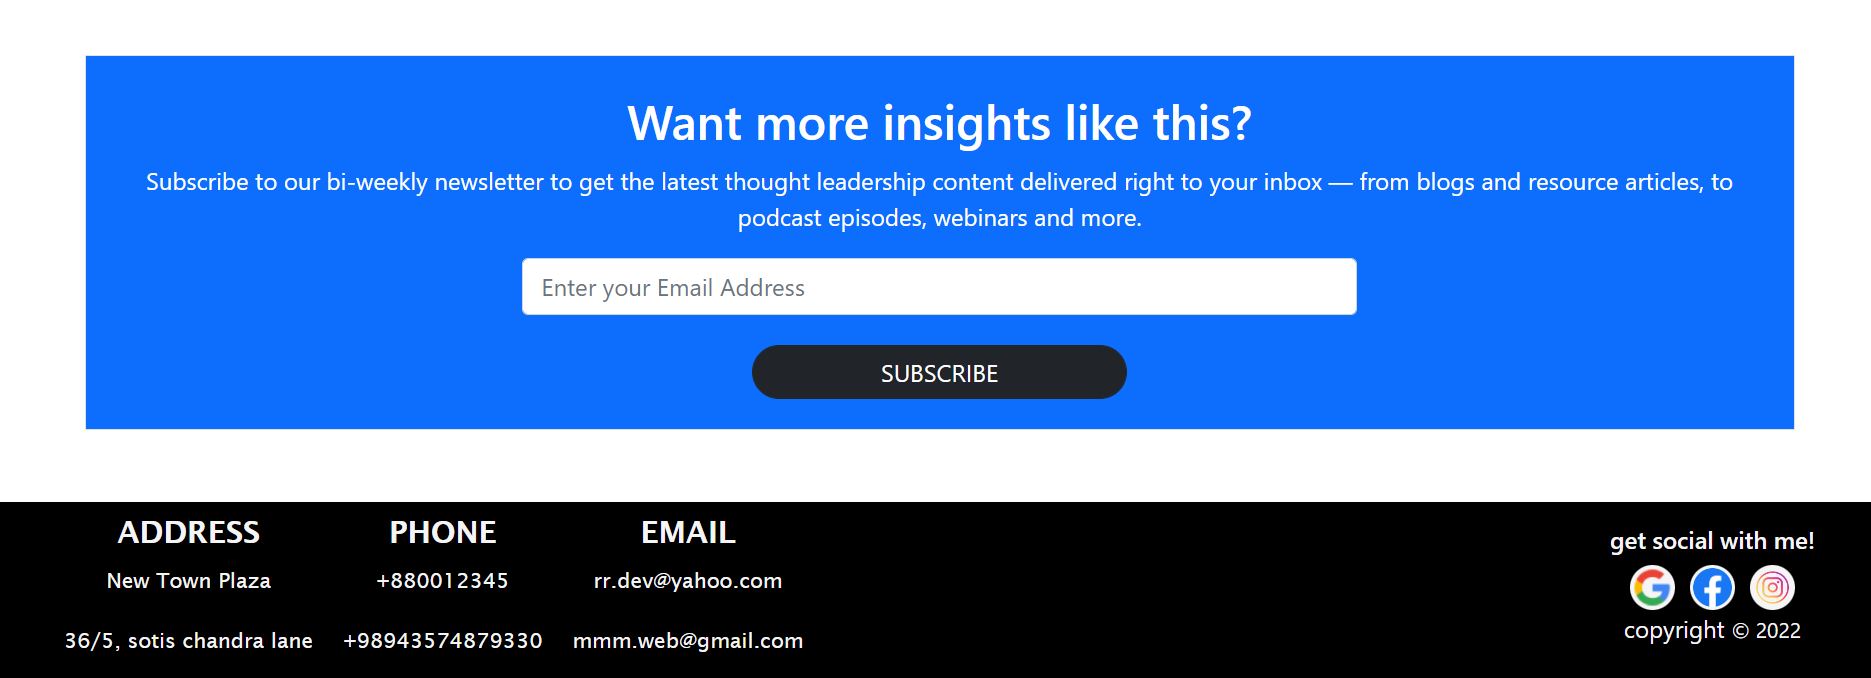 Want more insights like this?
Subscribe to our bi-weekly newsletter to get the latest thought leadership content delivered right to your inbox — from blogs and resource articles, to
podcast episodes, webinars and more.
Enter your Email Address
SUBSCRIBE
ADDRESS
New Town Plaza
36/5, sotis chandra lane
PHONE
+880012345
+98943574879330
EMAIL
rr.dev@yahoo.com
mmm.web@gmail.com
get social with me!
copyright © 2022